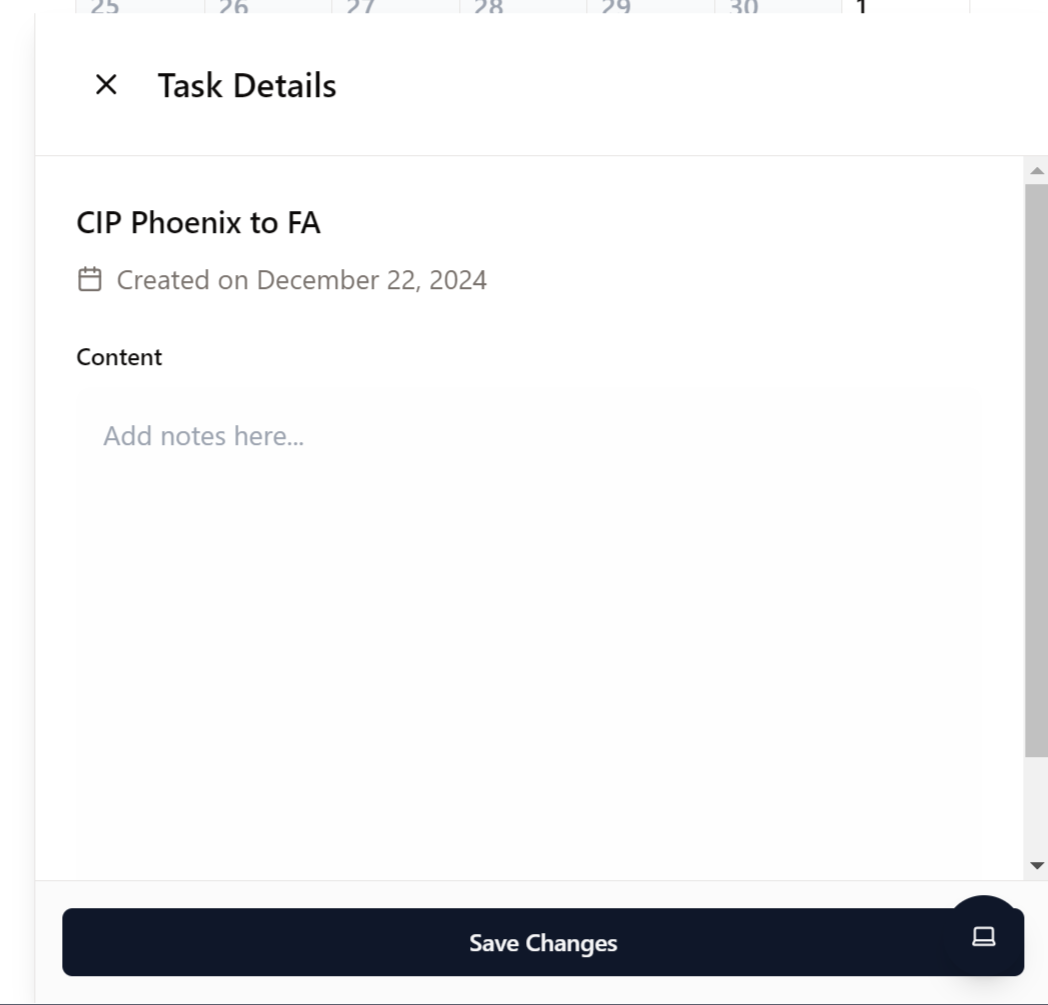 25 26 27 28 29 30 1
Task Details
CIP Phoenix to FA
Created on December 22, 2024
Content
Add notes here...
Save Changes